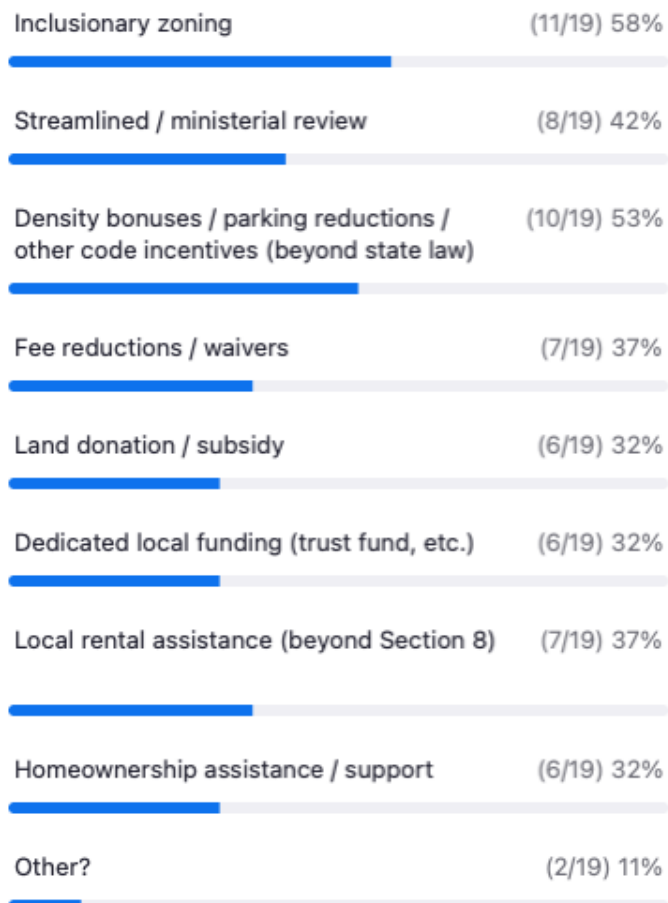 Inclusionary zoning (11/19) 58%
Streamlined / ministerial review (8/19) 42%
Density bonuses / parking reductions / (10/19) 53%
other code incentives (beyond state law)
Fee reductions / waivers (7/19) 37%
Land donation / subsidy (6/19) 32%
Dedicated local funding (trust fund, etc.) (6/19) 32%
Local rental assistance (beyond Section 8) (7/19) 37%
Homeownership assistance / support (6/19) 32%
Other? (2/19) 11%